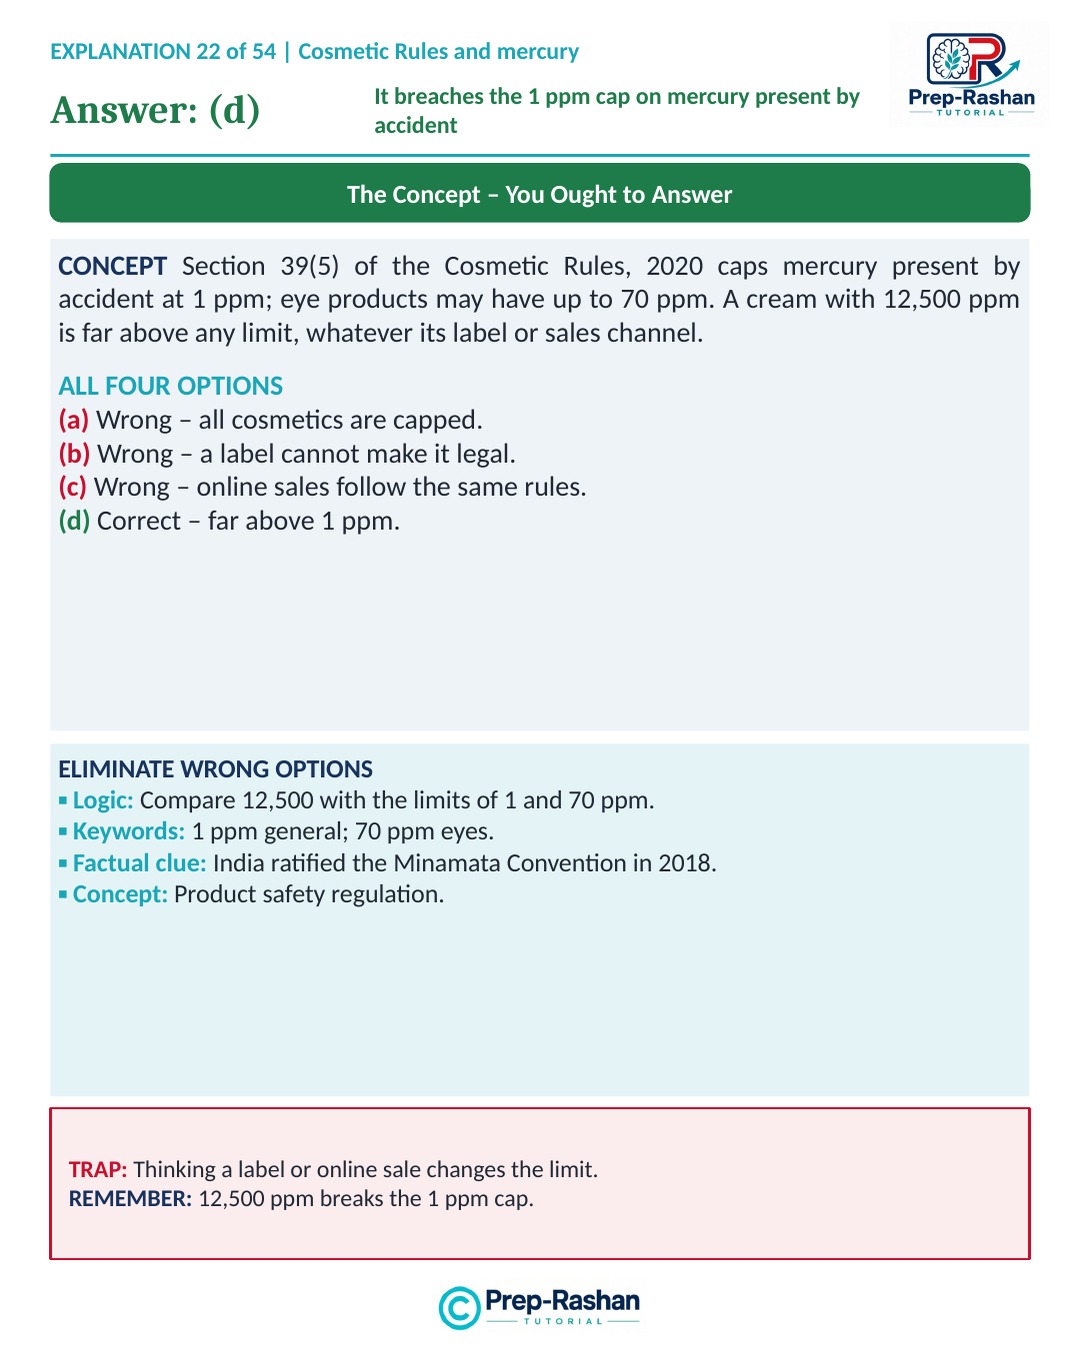 EXPLANATION 22 of 54 | Cosmetic Rules and mercury
Prep-Rashan
TUTORIAL
Answer: (d)
It breaches the 1 ppm cap on mercury present by
accident
The Concept – You Ought to Answer
CONCEPT Section 39(5) of the Cosmetic Rules, 2020 caps mercury present by
accident at 1 ppm; eye products may have up to 70 ppm. A cream with 12,500 ppm
is far above any limit, whatever its label or sales channel.
ALL FOUR OPTIONS
(a) Wrong – all cosmetics are capped.
(b) Wrong – a label cannot make it legal.
(c) Wrong – online sales follow the same rules.
(d) Correct – far above 1 ppm.
ELIMINATE WRONG OPTIONS
▪ Logic: Compare 12,500 with the limits of 1 and 70 ppm.
▪ Keywords: 1 ppm general; 70 ppm eyes.
▪ Factual clue: India ratified the Minamata Convention in 2018.
▪ Concept: Product safety regulation.
TRAP: Thinking a label or online sale changes the limit.
REMEMBER: 12,500 ppm breaks the 1 ppm cap.
© Prep-Rashan
TUTORIAL